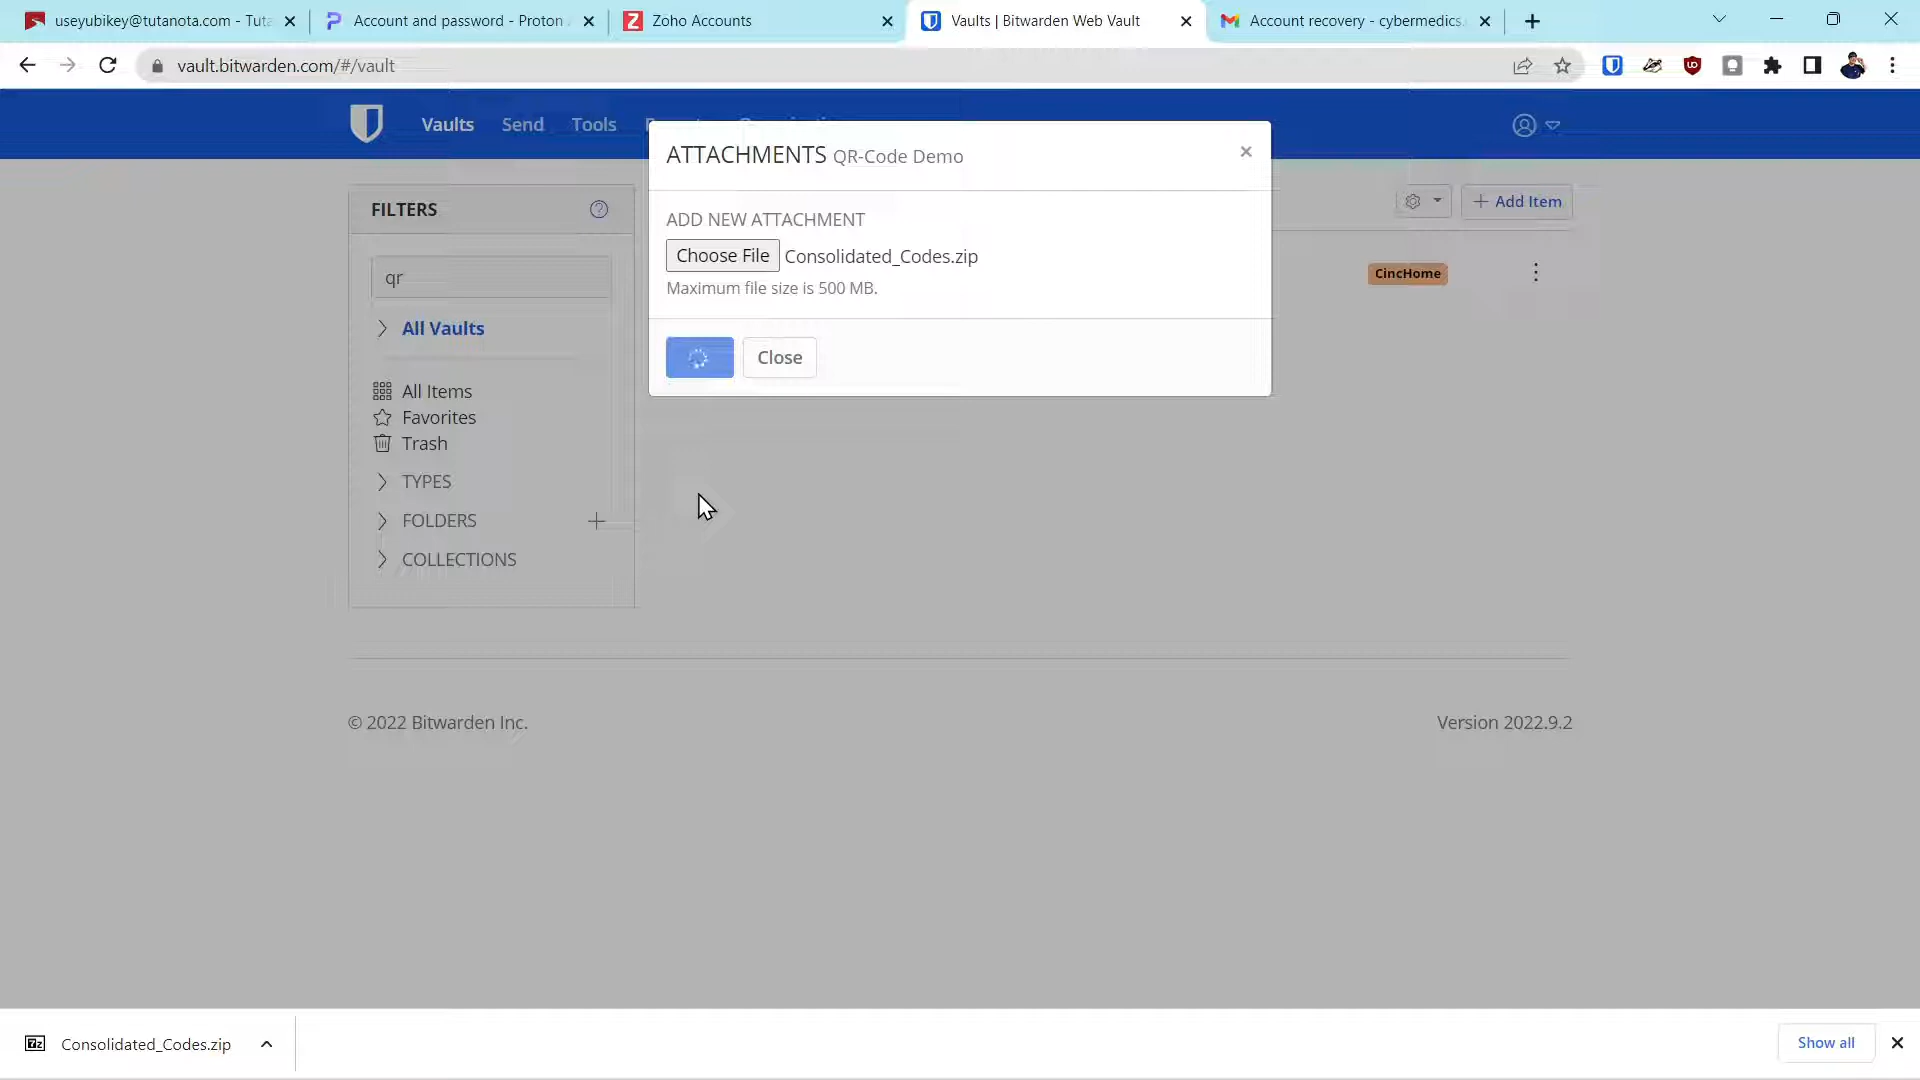 useyubikey@tutanota.com - Tuta
Account and password - Proton
Zoho Accounts
Vaults | Bitwarden Web Vault
Account recovery - cybermedics.
vault.bitwarden.com/#/vault
Vaults
Send
Tools
ATTACHMENTS QR-Code Demo
FILTERS
ADD NEW ATTACHMENT
Add Item
Choose File Consolidated_Codes.zip
qr
CincHome
Maximum file size is 500 MB.
All Vaults
Close
All Items
Favorites
Trash
TYPES
FOLDERS
COLLECTIONS
© 2022 Bitwarden Inc.
Version 2022.9.2
Consolidated_Codes.zip
Show all